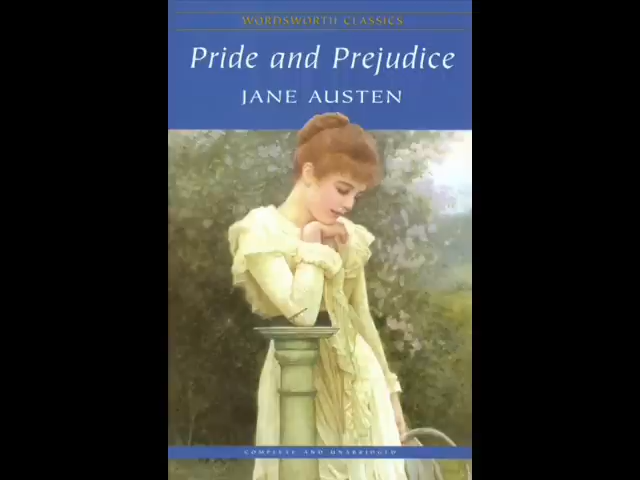 WORDSWORTH CLASSICS
Pride and Prejudice
JANE AUSTEN
COMPLETE AND UNABRIDGED